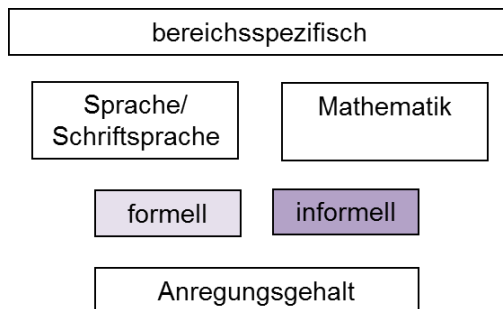 bereichsspezifisch
Sprache/
Schriftsprache
Mathematik
formell
informell
Anregungsgehalt